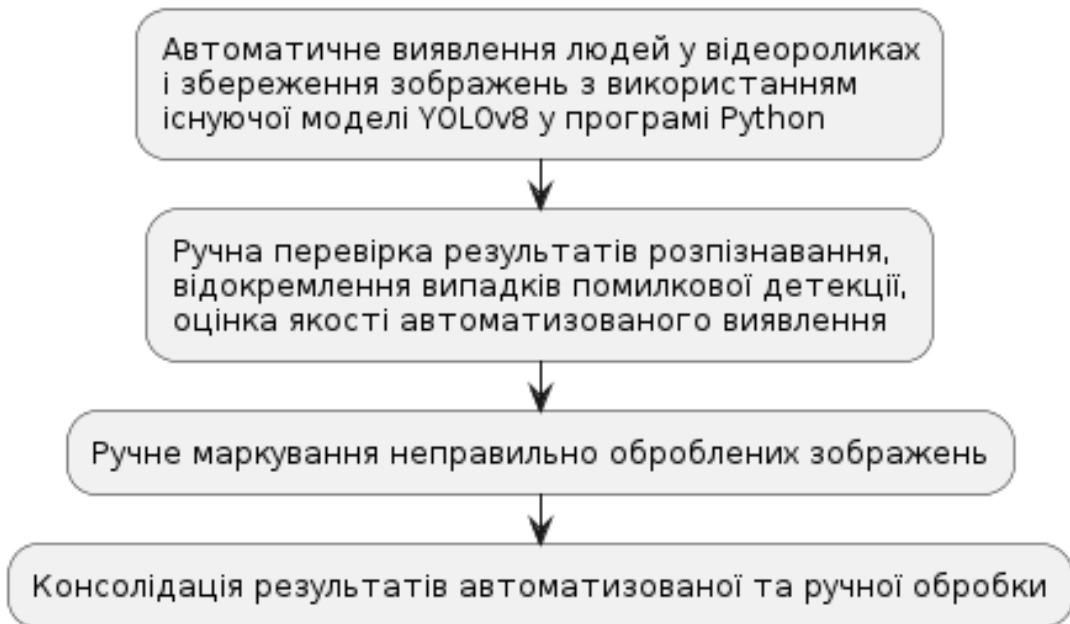 Автоматичне виявлення людей у відеороликах
і збереження зображень з використанням
існуючої моделі YOLOv8 у програмі Python
Ручна перевірка результатів розпізнавання,
відокремлення випадків помилкової детекції,
оцінка якості автоматизованого виявлення
Ручне маркування неправильно оброблених зображень
Консолідація результатів автоматизованої та ручної обробки